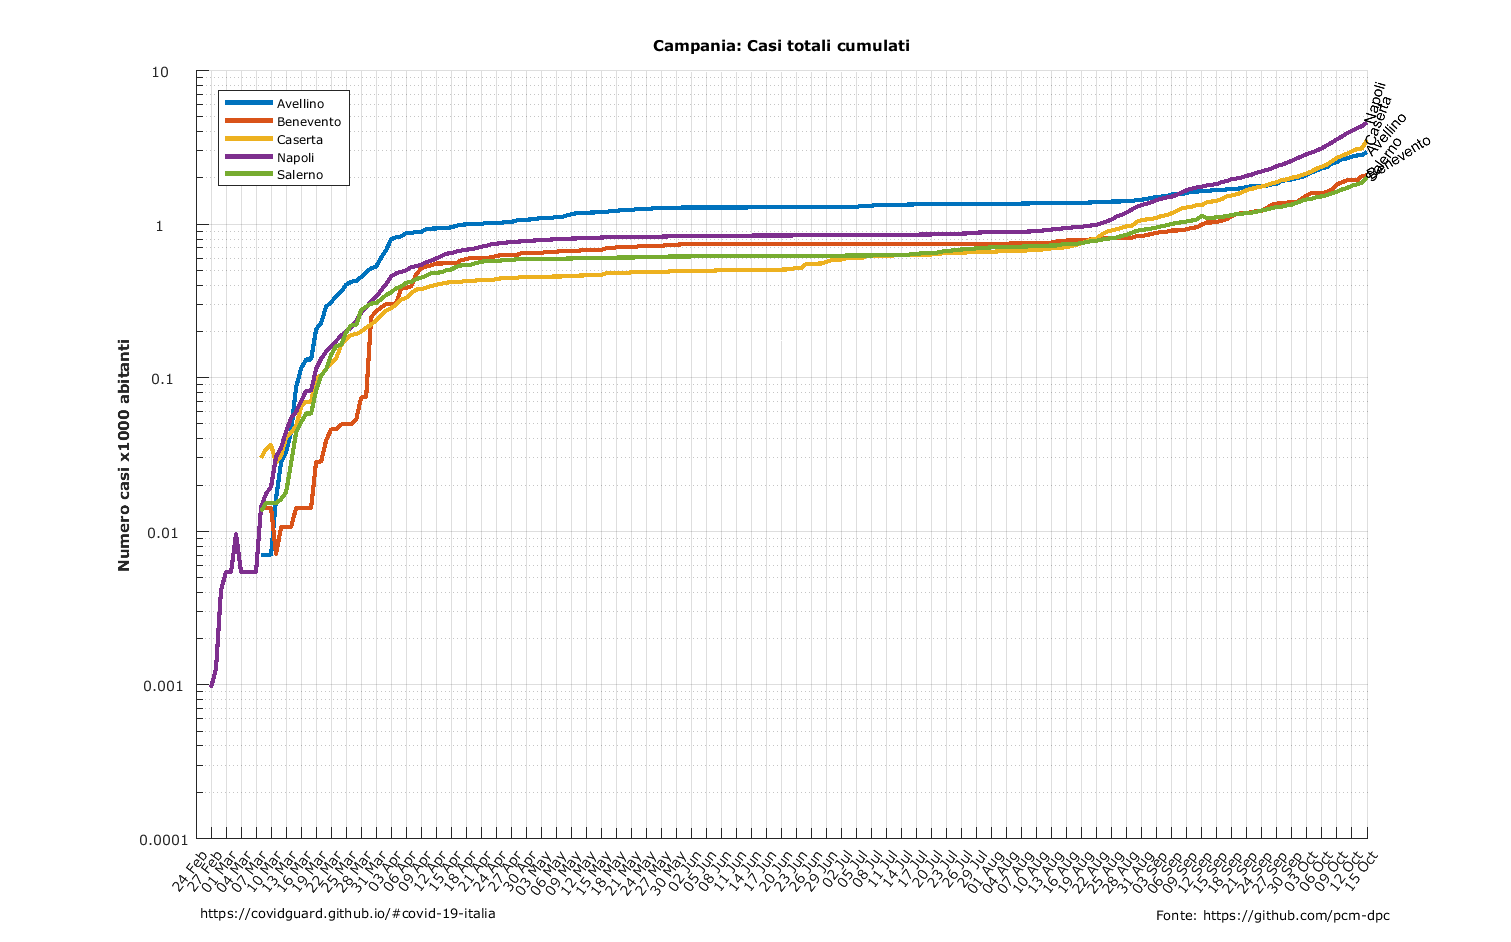 Campania: Casi totali cumulati
10
1
0.1
0.01
0.001
0.0001
Numero casi x1000 abitanti
Avellino
Benevento
Caserta
Napoli
Salerno
Napoli
Caserta
Avellino
Salerno
Benevento
24 Feb
27 Feb
01 Mar
04 Mar
07 Mar
10 Mar
13 Mar
16 Mar
19 Mar
22 Mar
25 Mar
28 Mar
31 Mar
03 Apr
06 Apr
09 Apr
12 Apr
15 Apr
18 Apr
21 Apr
24 Apr
27 Apr
30 Apr
03 May
06 May
09 May
12 May
15 May
18 May
21 May
24 May
27 May
30 May
02 Jun
05 Jun
08 Jun
11 Jun
14 Jun
17 Jun
20 Jun
23 Jun
26 Jun
29 Jun
02 Jul
05 Jul
08 Jul
11 Jul
14 Jul
17 Jul
20 Jul
23 Jul
26 Jul
29 Jul
01 Aug
04 Aug
07 Aug
10 Aug
13 Aug
16 Aug
19 Aug
22 Aug
25 Aug
28 Aug
31 Aug
03 Sep
06 Sep
09 Sep
12 Sep
15 Sep
18 Sep
21 Sep
24 Sep
27 Sep
30 Sep
03 Oct
06 Oct
09 Oct
12 Oct
15 Oct
https://covidguard.github.io/#covid-19-italia
Fonte: https://github.com/pcm-dpc